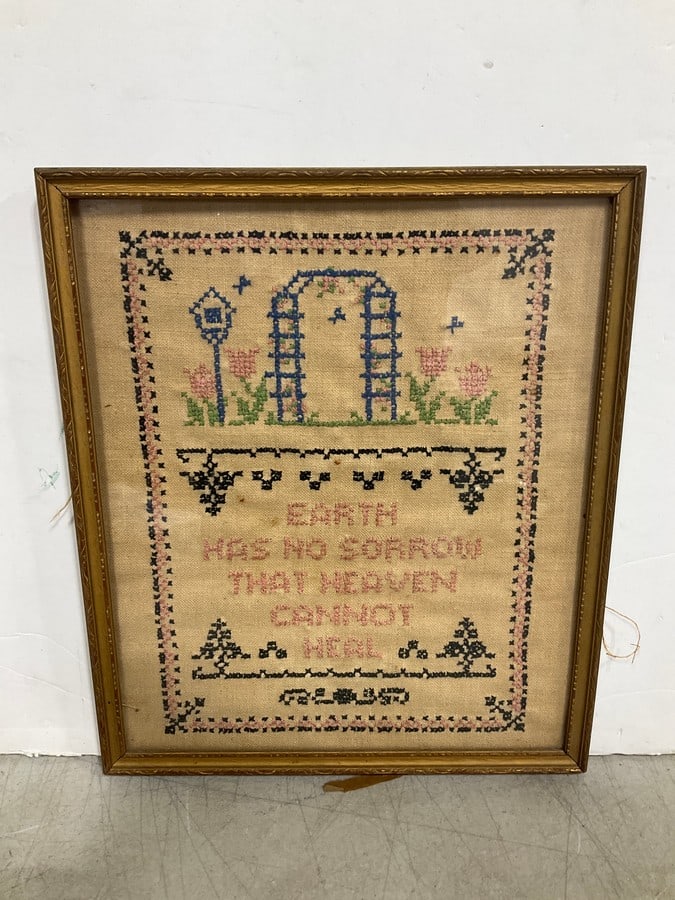 EARTH
HAS NO SORROW
THAT HEAVEN
CANNOT
HEAL